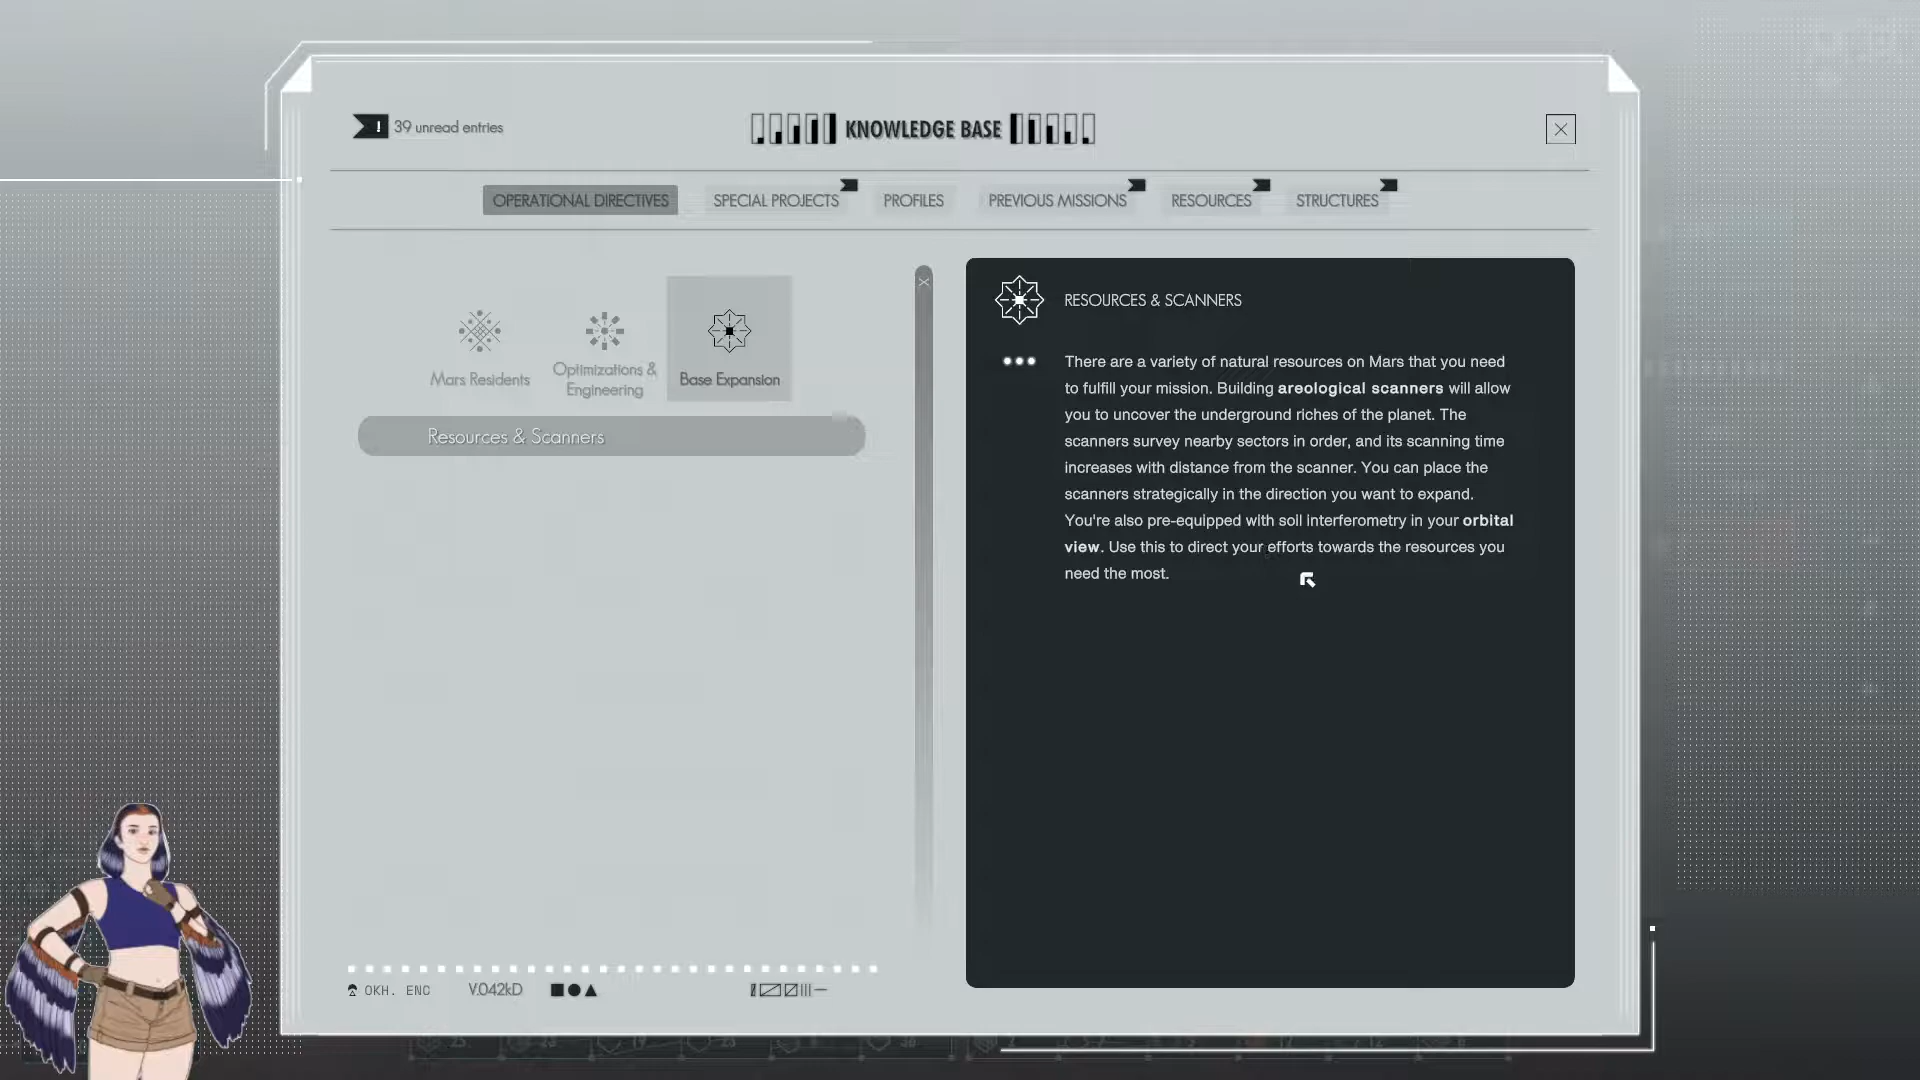 ! 39 unread entries
KNOWLEDGE BASE
OPERATIONAL DIRECTIVES
SPECIAL PROJECTS
PROFILES
PREVIOUS MISSIONS
RESOURCES
STRUCTURES
Mars Residents
Optimizations &
Engineering
Base Expansion
Resources & Scanners
RESOURCES & SCANNERS
There are a variety of natural resources on Mars that you need
to fulfill your mission. Building areological scanners will allow
you to uncover the underground riches of the planet. The
scanners survey nearby sectors in order, and its scanning time
increases with distance from the scanner. You can place the
scanners strategically in the direction you want to expand.
You're also pre-equipped with soil interferometry in your orbital
view. Use this to direct your efforts towards the resources you
need the most.
OKH. ENC
V.042kD